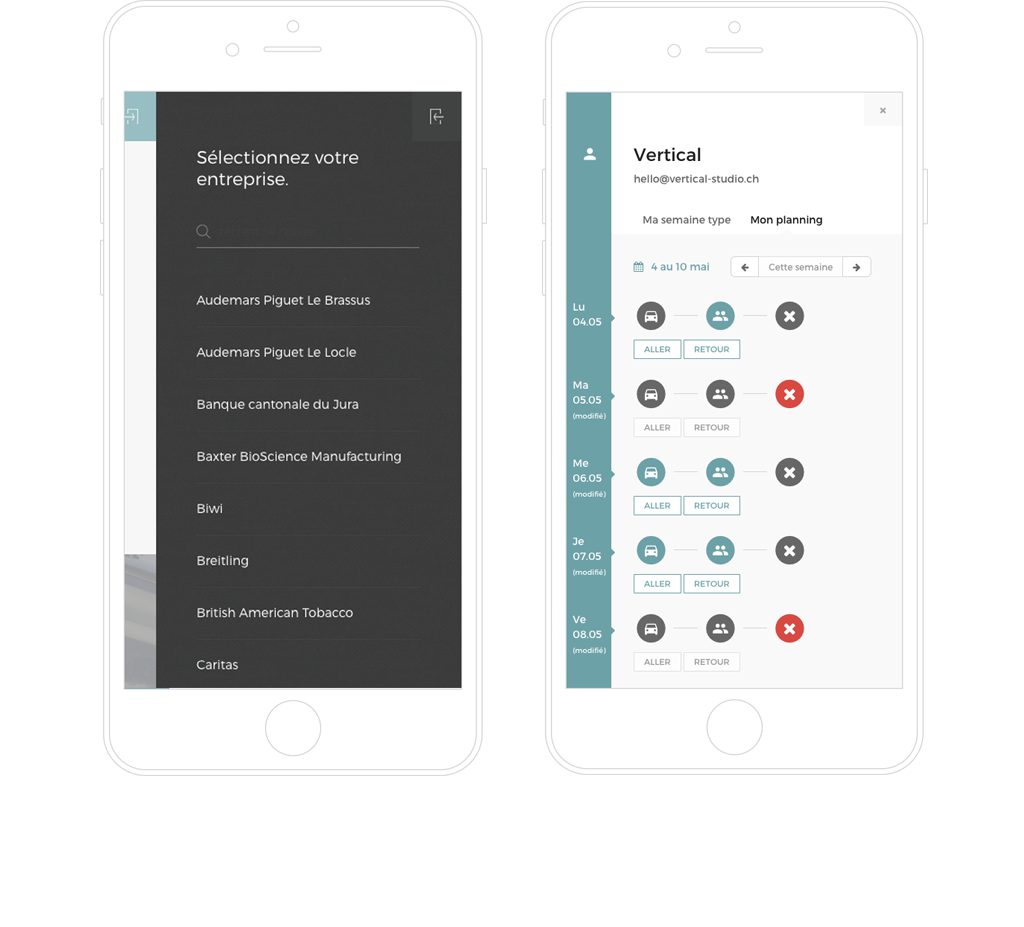 Sélectionnez votre
entreprise.
Audemars Piguet Le Brassus
Audemars Piguet Le Locle
Banque cantonale du Jura
Baxter BioScience Manufacturing
Biwi
Breitling
British American Tobacco
Caritas
×
Vertical
hello@vertical-studio.ch
Ma semaine type Mon planning
4 au 10 mai Cette semaine
Lu
04.05
ALLER RETOUR
Ma
05.05
(modifié)
ALLER RETOUR
Me
06.05
(modifié)
ALLER RETOUR
Je
07.05
(modifié)
ALLER RETOUR
Ve
08.05
(modifié)
ALLER RETOUR